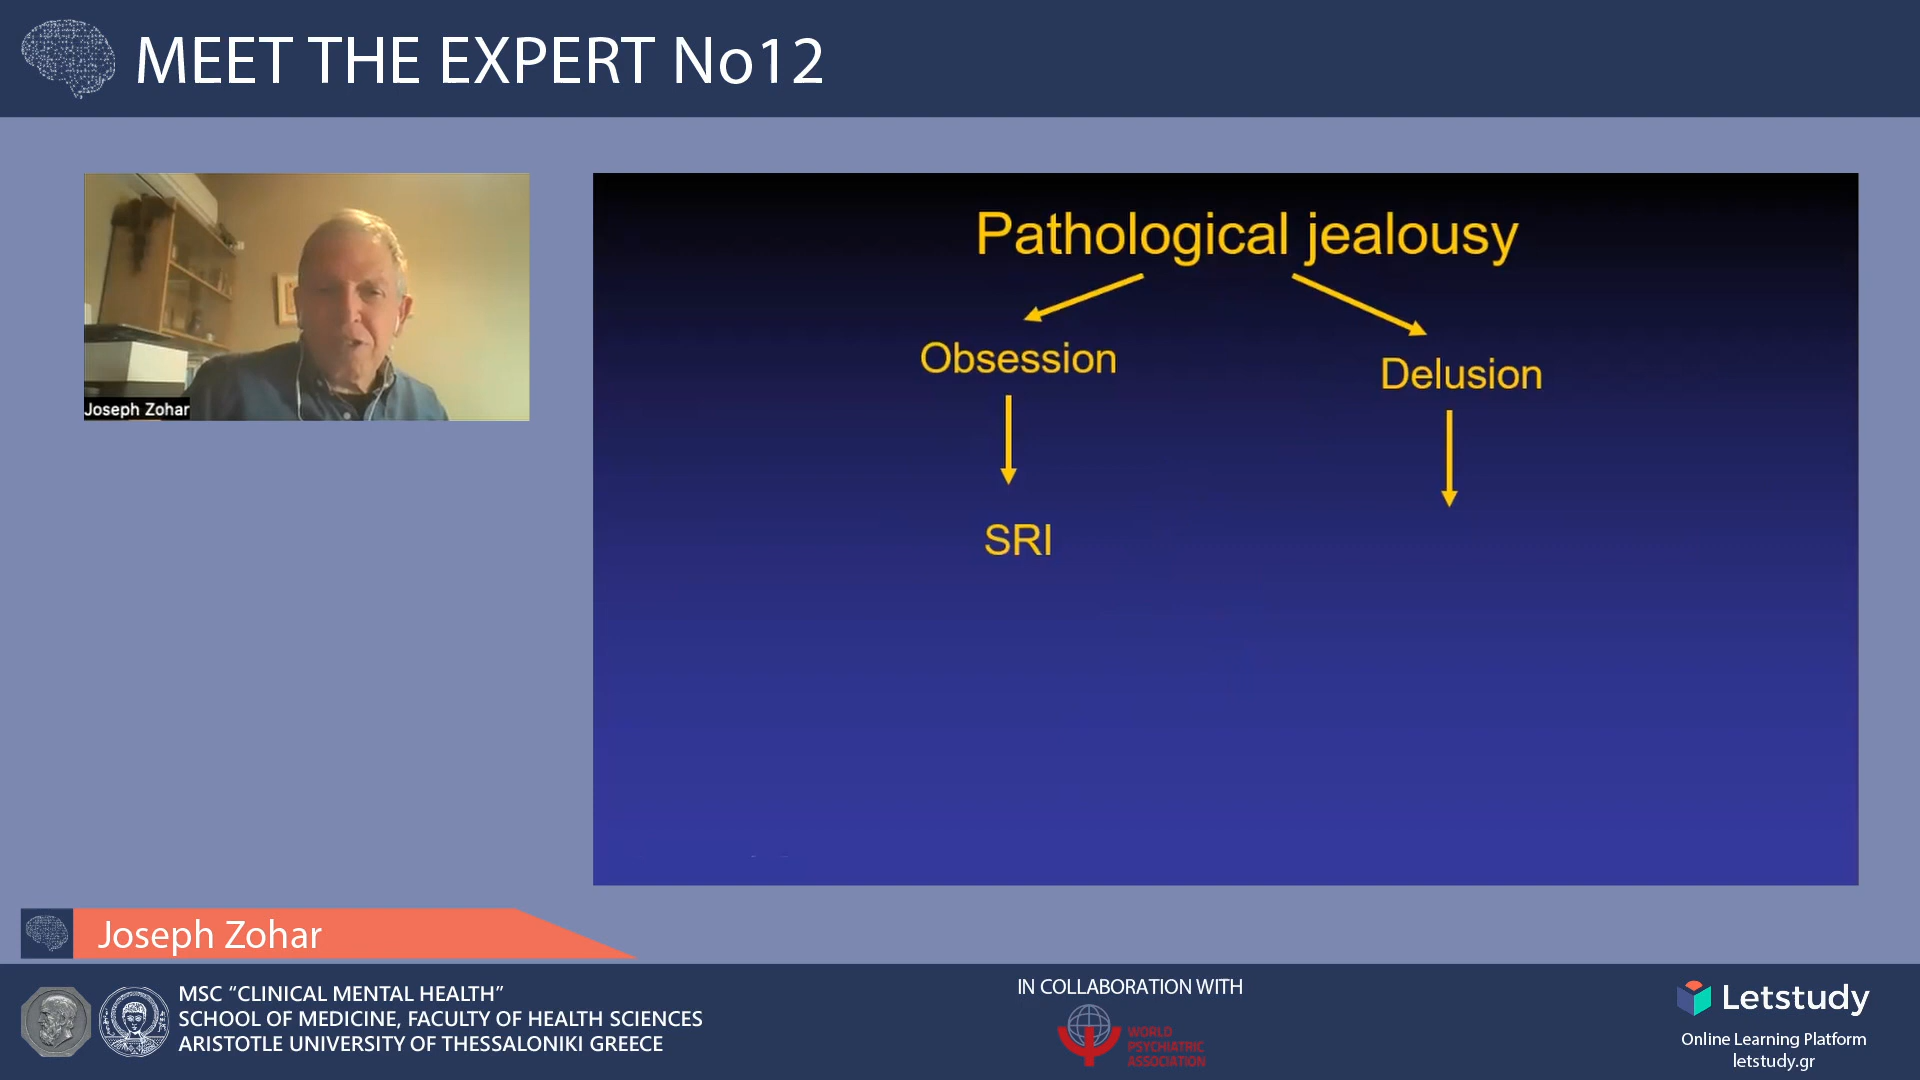 MEET THE EXPERT No12
Joseph Zohar
Pathological jealousy
Obsession
Delusion
SRI
Joseph Zohar
MSC “CLINICAL MENTAL HEALTH”
SCHOOL OF MEDICINE, FACULTY OF HEALTH SCIENCES
ARISTOTLE UNIVERSITY OF THESSALONIKI GREECE
IN COLLABORATION WITH
WORLD
PSYCHIATRIC
ASSOCIATION
Letstudy
Online Learning Platform
letstudy.gr